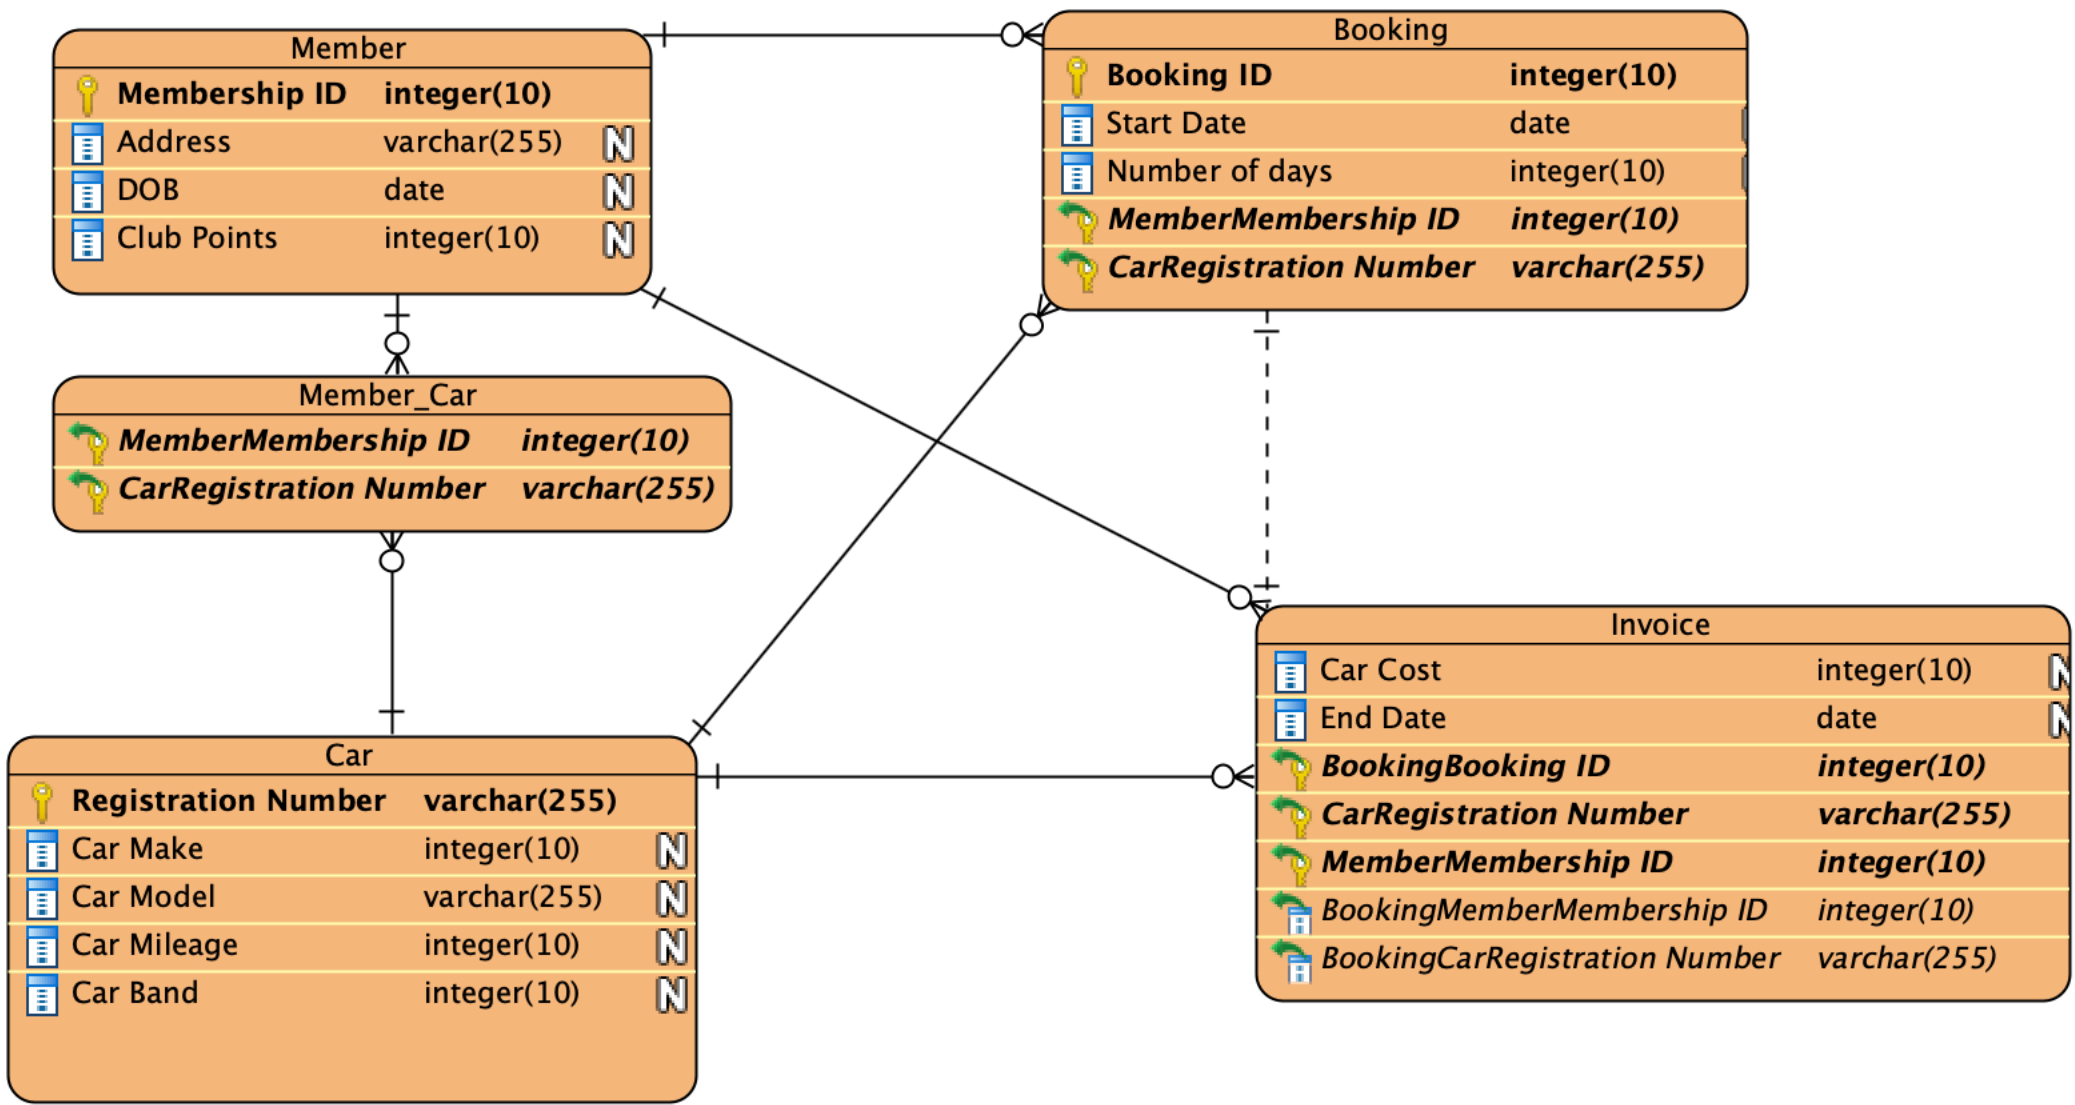 Member
Membership ID integer(10)
Address varchar(255) N
DOB date N
Club Points integer(10) N
Booking
Booking ID integer(10)
Start Date date
Number of days integer(10)
MemberMembership ID integer(10)
CarRegistration Number varchar(255)
Member_Car
MemberMembership ID integer(10)
CarRegistration Number varchar(255)
Car
Registration Number varchar(255)
Car Make integer(10) N
Car Model varchar(255) N
Car Mileage integer(10) N
Car Band integer(10) N
Invoice
Car Cost integer(10) N
End Date date N
BookingBooking ID integer(10)
CarRegistration Number varchar(255)
MemberMembership ID integer(10)
BookingMemberMembership ID integer(10)
BookingCarRegistration Number varchar(255)